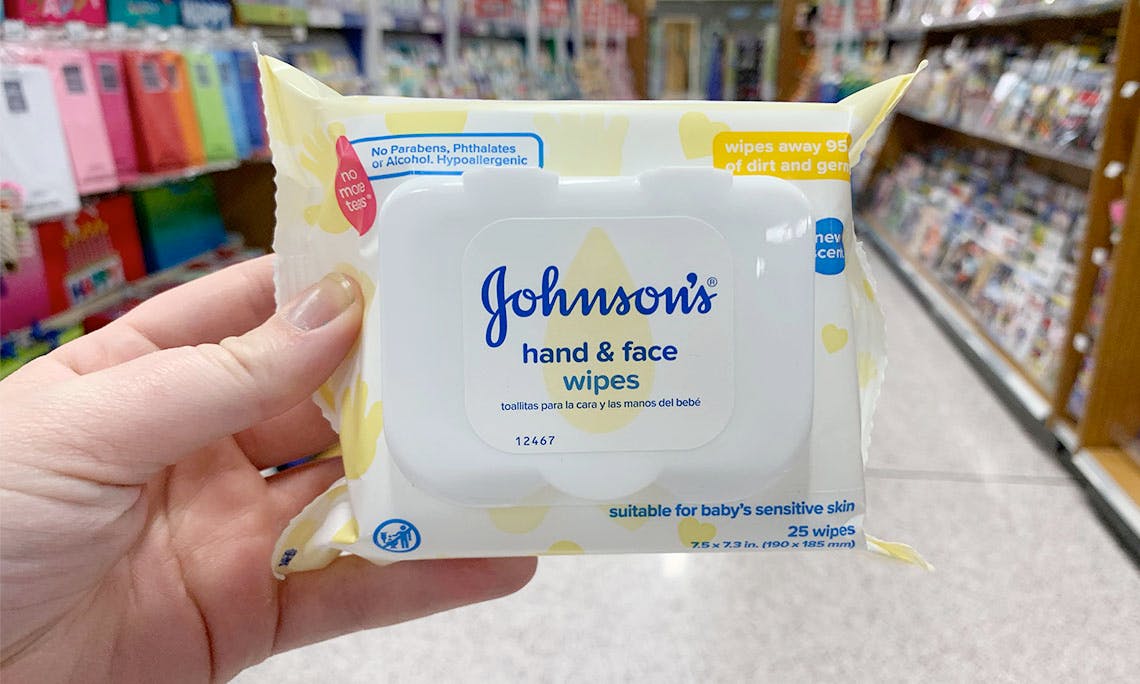 No Parabens, Phthalates
or Alcohol. Hypoallergenic
no
more
tears®
wipes away 95
of dirt and germ
new
scen
Johnson's®
hand & face
wipes
toallitas para la cara y las manos del bebé
12467
suitable for baby's sensitive skin
25 wipes
7.5 x 7.3 in. (190 x 185 mm)